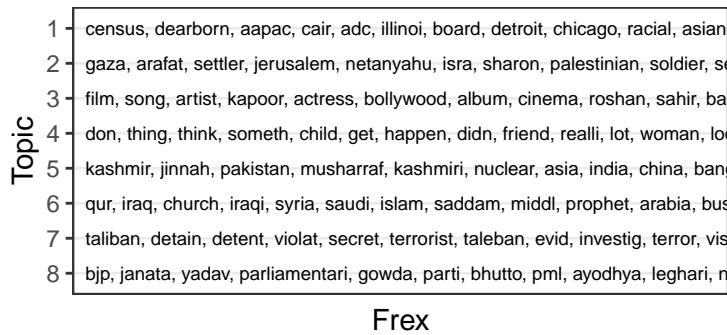 Topic
1 census, dearborn, aapac, cair, adc, illinoi, board, detroit, chicago, racial, asian
2 gaza, arafat, settler, jerusalem, netanyahu, isra, sharon, palestinian, soldier,
3 film, song, artist, kapoor, actress, bollywood, album, cinema, roshan, sahir,
4 don, thing, think, someth, child, get, happen, didn, friend, realli, lot, woman,
5 kashmir, jinnah, pakistan, musharraf, kashmiri, nuclear, asia, india, china,
6 qur, iraq, church, iraqi, syria, saudi, islam, saddam, middl, prophet, arabia,
7 taliban, detain, detent, violat, secret, terrorist, taleban, evid, investig, terror,
8 bjp, janata, yadav, parliamentari, gowda, parti, bhutto, pml, ayodhya, leghari,
Frex